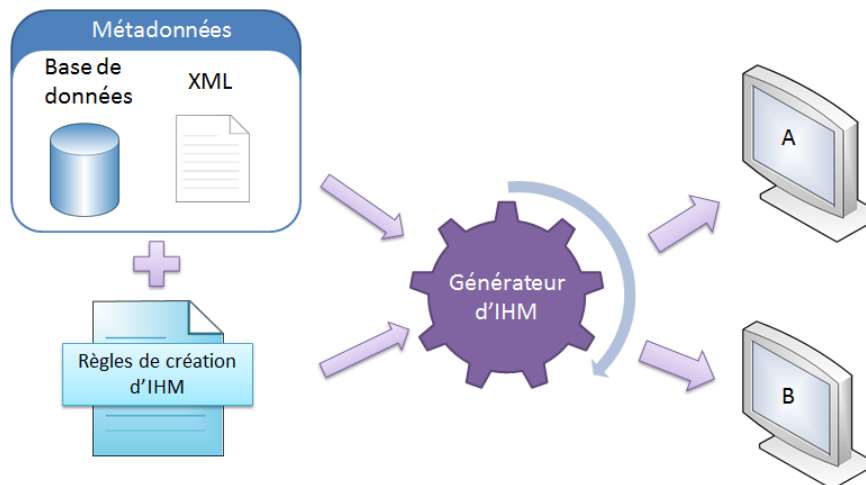 Métadonnées
Base de
données
XML
Règles de création
d'IHM
Générateur
d'IHM
A
B